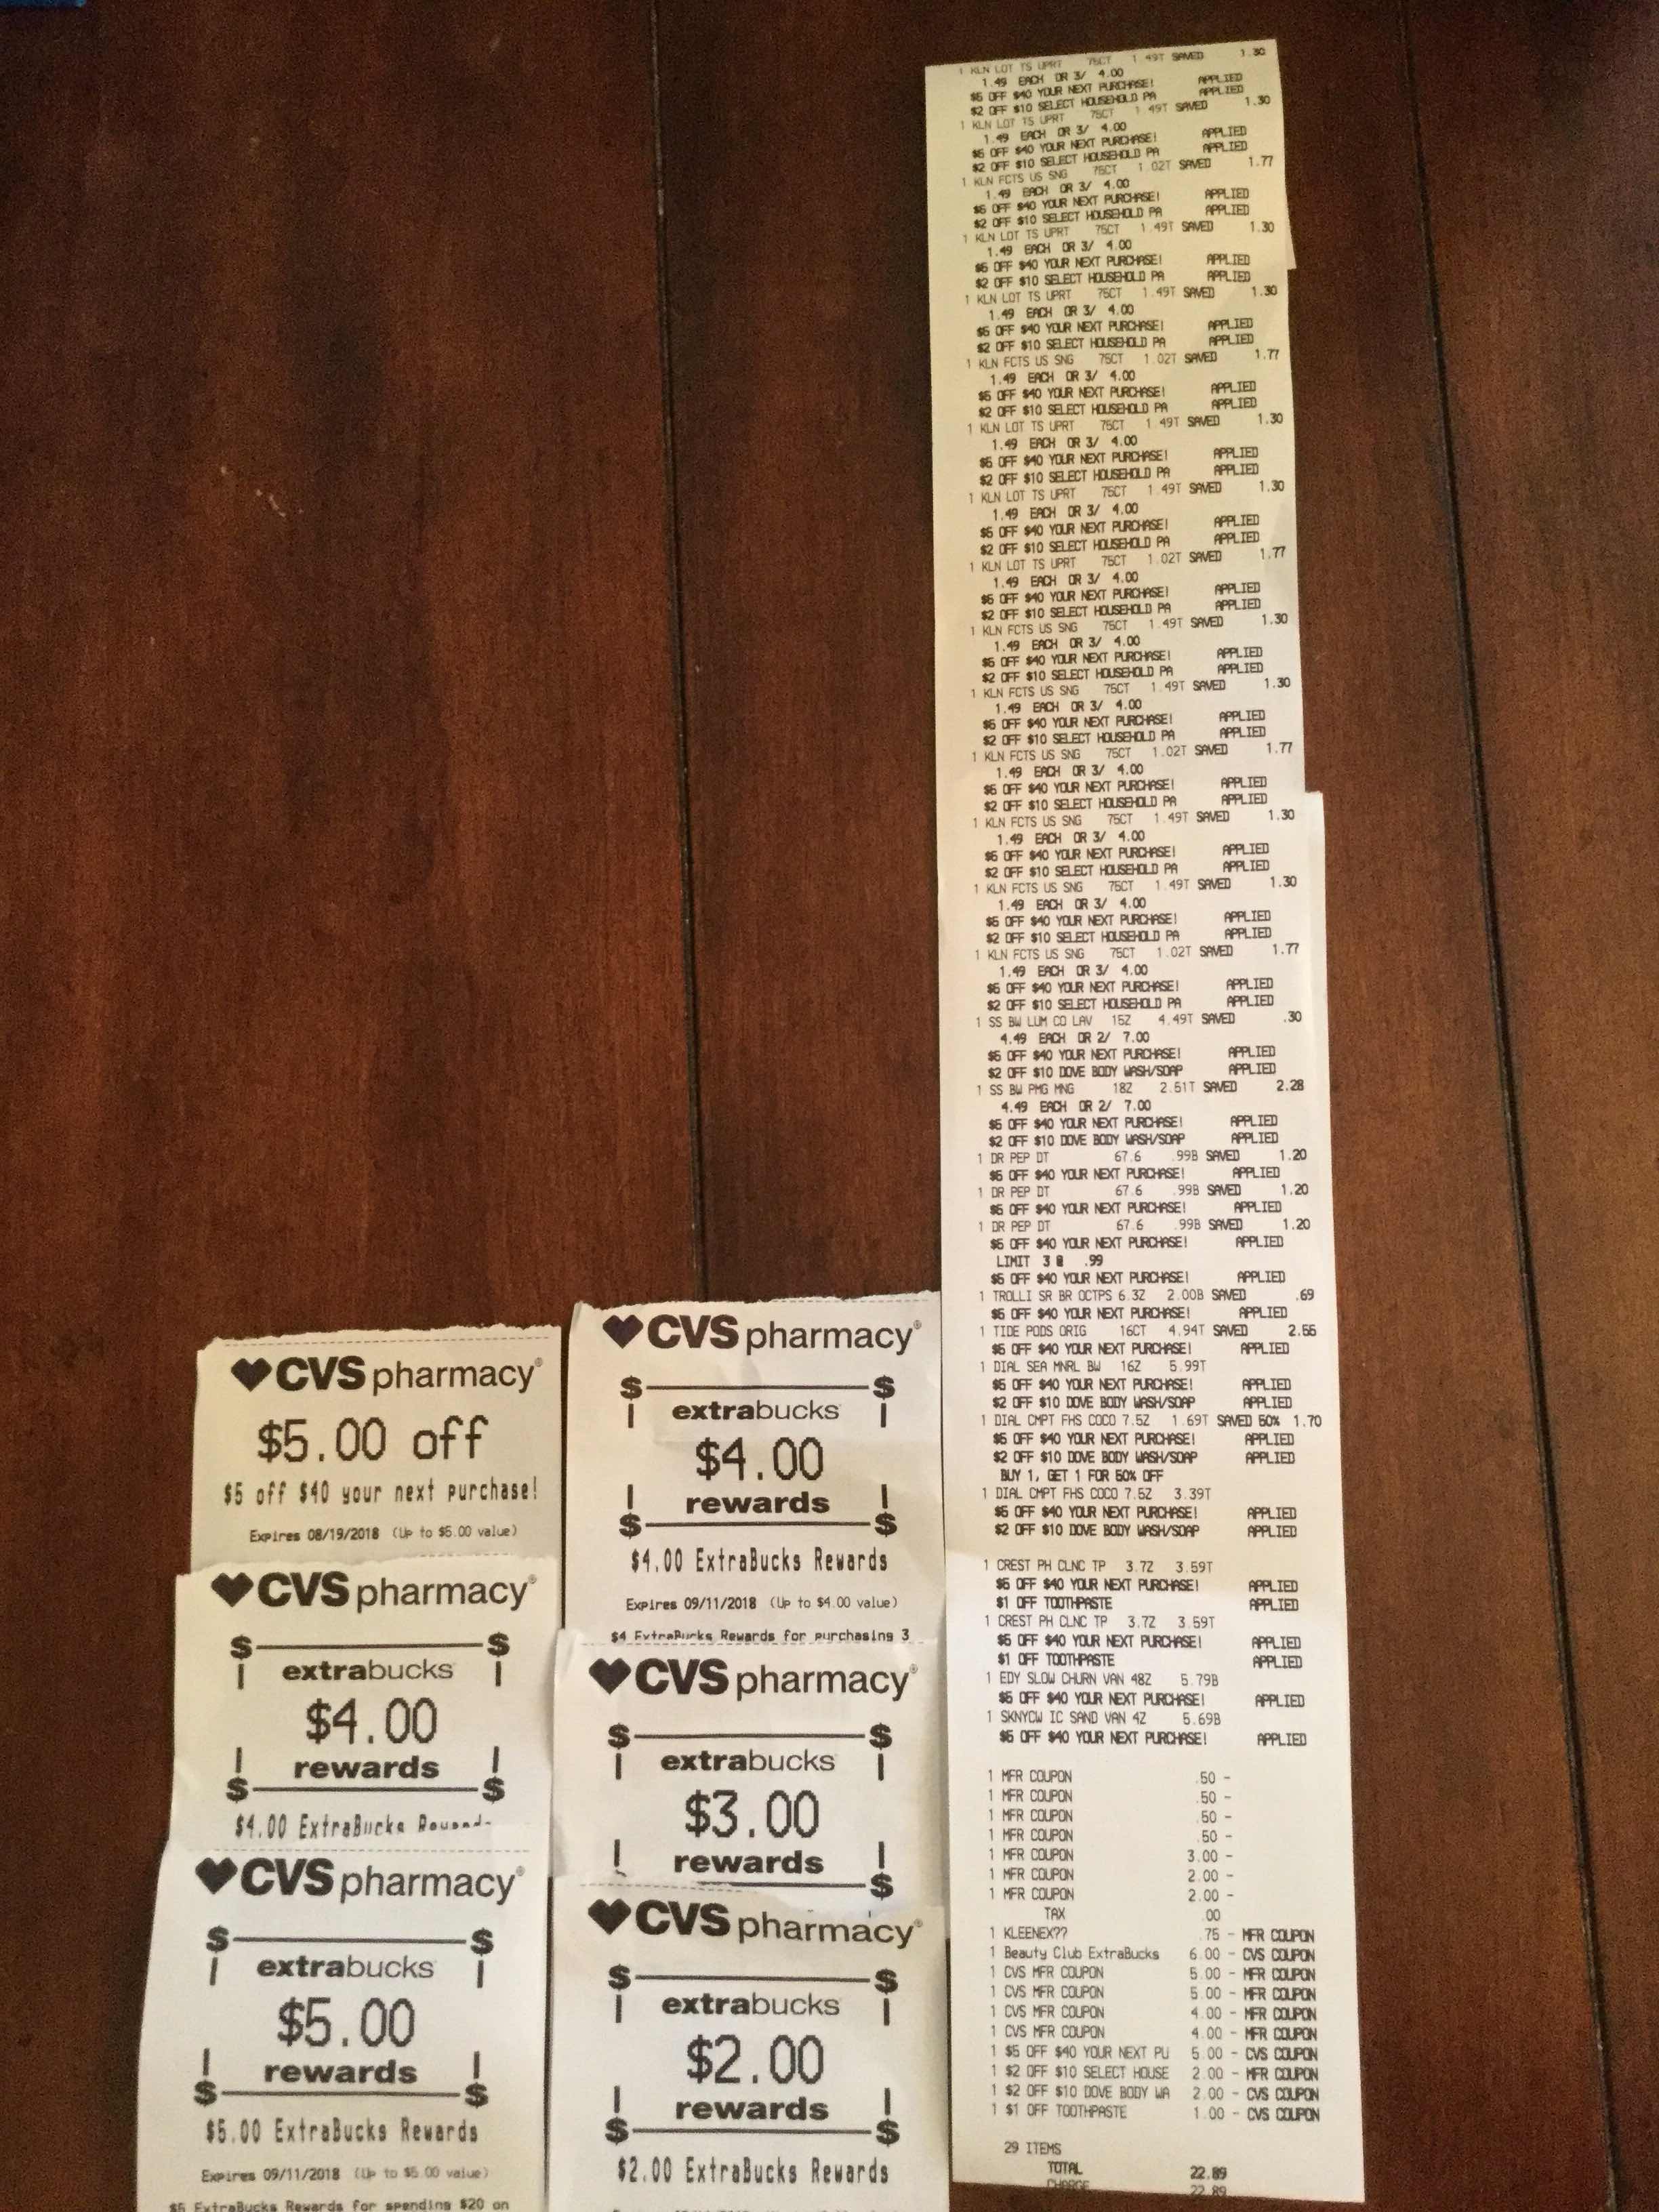 1 KLN LOT TS UPRT 75CT 1.49T SAVED 1.30
1.49 EACH OR 3/ 4.00
$5 OFF $40 YOUR NEXT PURCHASE! APPLIED
$2 OFF $10 SELECT HOUSEHOLD PA APPLIED
1 KLN LOT TS UPRT 75CT 1.49T SAVED 1.30
1.49 EACH OR 3/ 4.00
$5 OFF $40 YOUR NEXT PURCHASE! APPLIED
$2 OFF $10 SELECT HOUSEHOLD PA APPLIED
1 KLN FCTS US SNG 75CT 1.02T SAVED 1.77
1.49 EACH OR 3/ 4.00
$5 OFF $40 YOUR NEXT PURCHASE! APPLIED
$2 OFF $10 SELECT HOUSEHOLD PA APPLIED
1 KLN LOT TS UPRT 75CT 1.49T SAVED 1.30
1.49 EACH OR 3/ 4.00
$5 OFF $40 YOUR NEXT PURCHASE! APPLIED
$2 OFF $10 SELECT HOUSEHOLD PA APPLIED
1 KLN LOT TS UPRT 75CT 1.49T SAVED 1.30
1.49 EACH OR 3/ 4.00
$5 OFF $40 YOUR NEXT PURCHASE! APPLIED
$2 OFF $10 SELECT HOUSEHOLD PA APPLIED
1 KLN FCTS US SNG 75CT 1.02T SAVED 1.77
1.49 EACH OR 3/ 4.00
$5 OFF $40 YOUR NEXT PURCHASE! APPLIED
$2 OFF $10 SELECT HOUSEHOLD PA APPLIED
1 KLN LOT TS UPRT 75CT 1.49T SAVED 1.30
1.49 EACH OR 3/ 4.00
$5 OFF $40 YOUR NEXT PURCHASE! APPLIED
$2 OFF $10 SELECT HOUSEHOLD PA APPLIED
1 KLN LOT TS UPRT 75CT 1.49T SAVED 1.30
1.49 EACH OR 3/ 4.00
$5 OFF $40 YOUR NEXT PURCHASE! APPLIED
$2 OFF $10 SELECT HOUSEHOLD PA APPLIED
1 KLN LOT TS UPRT 75CT 1.02T SAVED 1.77
1.49 EACH OR 3/ 4.00
$5 OFF $40 YOUR NEXT PURCHASE! APPLIED
$2 OFF $10 SELECT HOUSEHOLD PA APPLIED
1 KLN FCTS US SNG 75CT 1.49T SAVED 1.30
1.49 EACH OR 3/ 4.00
$5 OFF $40 YOUR NEXT PURCHASE! APPLIED
$2 OFF $10 SELECT HOUSEHOLD PA APPLIED
1 KLN FCTS US SNG 75CT 1.49T SAVED 1.30
1.49 EACH OR 3/ 4.00
$5 OFF $40 YOUR NEXT PURCHASE! APPLIED
$2 OFF $10 SELECT HOUSEHOLD PA APPLIED
1 KLN FCTS US SNG 75CT 1.02T SAVED 1.77
1.49 EACH OR 3/ 4.00
$5 OFF $40 YOUR NEXT PURCHASE! APPLIED
$2 OFF $10 SELECT HOUSEHOLD PA APPLIED
1 KLN FCTS US SNG 75CT 1.49T SAVED 1.30
1.49 EACH OR 3/ 4.00
$5 OFF $40 YOUR NEXT PURCHASE! APPLIED
$2 OFF $10 SELECT HOUSEHOLD PA APPLIED
1 KLN FCTS US SNG 75CT 1.49T SAVED 1.30
1.49 EACH OR 3/ 4.00
$5 OFF $40 YOUR NEXT PURCHASE! APPLIED
$2 OFF $10 SELECT HOUSEHOLD PA APPLIED
1 KLN FCTS US SNG 75CT 1.02T SAVED 1.77
1.49 EACH OR 3/ 4.00
$5 OFF $40 YOUR NEXT PURCHASE! APPLIED
$2 OFF $10 SELECT HOUSEHOLD PA APPLIED
1 SS BW LUM CO LAV 15Z 4.49T SAVED .30
4.49 EACH OR 2/ 7.00
$5 OFF $40 YOUR NEXT PURCHASE! APPLIED
$2 OFF $10 DOVE BODY WASH/SOAP APPLIED
1 SS BW PMG MNG 18Z 2.51T SAVED 2.28
4.49 EACH OR 2/ 7.00
$5 OFF $40 YOUR NEXT PURCHASE! APPLIED
$2 OFF $10 DOVE BODY WASH/SOAP APPLIED
1 DR PEP DT 67.6 .99B SAVED 1.20
$5 OFF $40 YOUR NEXT PURCHASE! APPLIED
1 DR PEP DT 67.6 .99B SAVED 1.20
$5 OFF $40 YOUR NEXT PURCHASE! APPLIED
1 DR PEP DT 67.6 .99B SAVED 1.20
$5 OFF $40 YOUR NEXT PURCHASE! APPLIED
LIMIT 3 @ .99
$5 OFF $40 YOUR NEXT PURCHASE! APPLIED
1 TROLLI SR BR OCTPS 6.3Z 2.00B SAVED .69
$5 OFF $40 YOUR NEXT PURCHASE! APPLIED
1 TIDE PODS ORIG 16CT 4.94T SAVED 2.55
$5 OFF $40 YOUR NEXT PURCHASE! APPLIED
1 DIAL SEA MNRL BW 16Z 5.99T
$5 OFF $40 YOUR NEXT PURCHASE! APPLIED
$2 OFF $10 DOVE BODY WASH/SOAP APPLIED
1 DIAL CMPT FHS COCO 7.5Z 1.69T SAVED 50% 1.70
$5 OFF $40 YOUR NEXT PURCHASE! APPLIED
$2 OFF $10 DOVE BODY WASH/SOAP APPLIED
BUY 1, GET 1 FOR 50% OFF
1 DIAL CMPT FHS COCO 7.5Z 3.39T
$5 OFF $40 YOUR NEXT PURCHASE! APPLIED
$2 OFF $10 DOVE BODY WASH/SOAP APPLIED
1 CREST PH CLNC TP 3.7Z 3.59T
$5 OFF $40 YOUR NEXT PURCHASE! APPLIED
$1 OFF TOOTHPASTE APPLIED
1 CREST PH CLNC TP 3.7Z 3.59T
$5 OFF $40 YOUR NEXT PURCHASE! APPLIED
$1 OFF TOOTHPASTE APPLIED
1 EDY SLOW CHURN VAN 48Z 5.79B
$5 OFF $40 YOUR NEXT PURCHASE! APPLIED
1 SKNYCW IC SAND VAN 4Z 5.69B
$5 OFF $40 YOUR NEXT PURCHASE! APPLIED
1 MFR COUPON .50 -
1 MFR COUPON .50 -
1 MFR COUPON .50 -
1 MFR COUPON .50 -
1 MFR COUPON 3.00 -
1 MFR COUPON 2.00 -
1 MFR COUPON 2.00 -
TAX .00
1 KLEENEX?? .75 - MFR COUPON
1 Beauty Club ExtraBucks 6.00 - CVS COUPON
1 CVS MFR COUPON 5.00 - MFR COUPON
1 CVS MFR COUPON 5.00 - MFR COUPON
1 CVS MFR COUPON 4.00 - MFR COUPON
1 CVS MFR COUPON 4.00 - MFR COUPON
1 $5 OFF $40 YOUR NEXT PU 5.00 - CVS COUPON
1 $2 OFF $10 SELECT HOUSE 2.00 - MFR COUPON
1 $2 OFF $10 DOVE BODY WA 2.00 - CVS COUPON
1 $1 OFF TOOTHPASTE 1.00 - CVS COUPON
29 ITEMS
TOTAL 22.89
CHARGE 22.89
CVS pharmacy®
$5.00 off
$5 off $40 your next purchase!
Expires 08/19/2018 (Up to $5.00 value)
CVS pharmacy®
extrabucks
$4.00
rewards
$4.00 ExtraBucks
CVS pharmacy®
extrabucks
$5.00
rewards
$5.00 ExtraBucks Rewards
Expires 09/11/2018 (Up to $5.00 value)
$5 ExtraBucks Rewards for spending $20 on
CVS pharmacy®
extrabucks
$4.00
rewards
$4.00 ExtraBucks Rewards
Expires 09/11/2018 (Up to $4.00 value)
$4 ExtraBucks Rewards for purchasing 3
CVS pharmacy®
extrabucks
$3.00
rewards
CVS pharmacy®
extrabucks
$2.00
rewards
$2.00 ExtraBucks Rewards